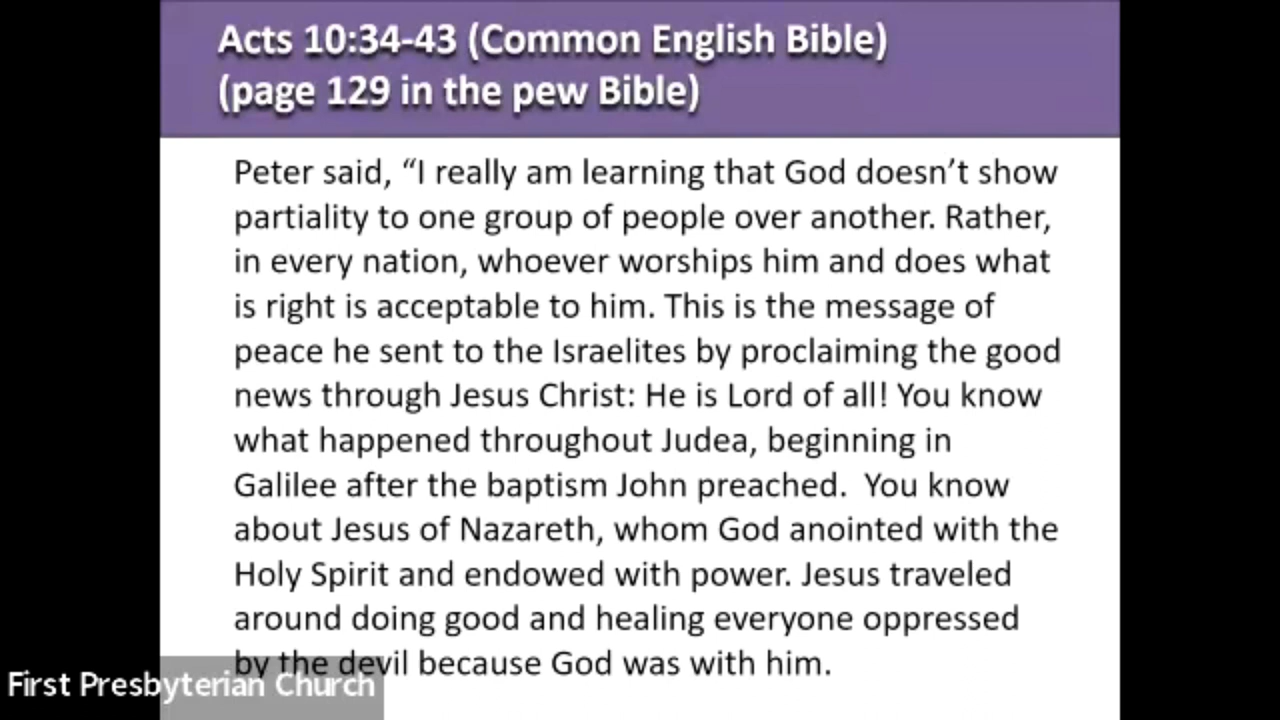 Acts 10:34-43 (Common English Bible)
(page 129 in the pew Bible)
Peter said, “I really am learning that God doesn’t show
partiality to one group of people over another. Rather,
in every nation, whoever worships him and does what
is right is acceptable to him. This is the message of
peace he sent to the Israelites by proclaiming the good
news through Jesus Christ: He is Lord of all! You know
what happened throughout Judea, beginning in
Galilee after the baptism John preached.  You know
about Jesus of Nazareth, whom God anointed with the
Holy Spirit and endowed with power. Jesus traveled
around doing good and healing everyone oppressed
by the devil because God was with him.
First Presbyterian Church